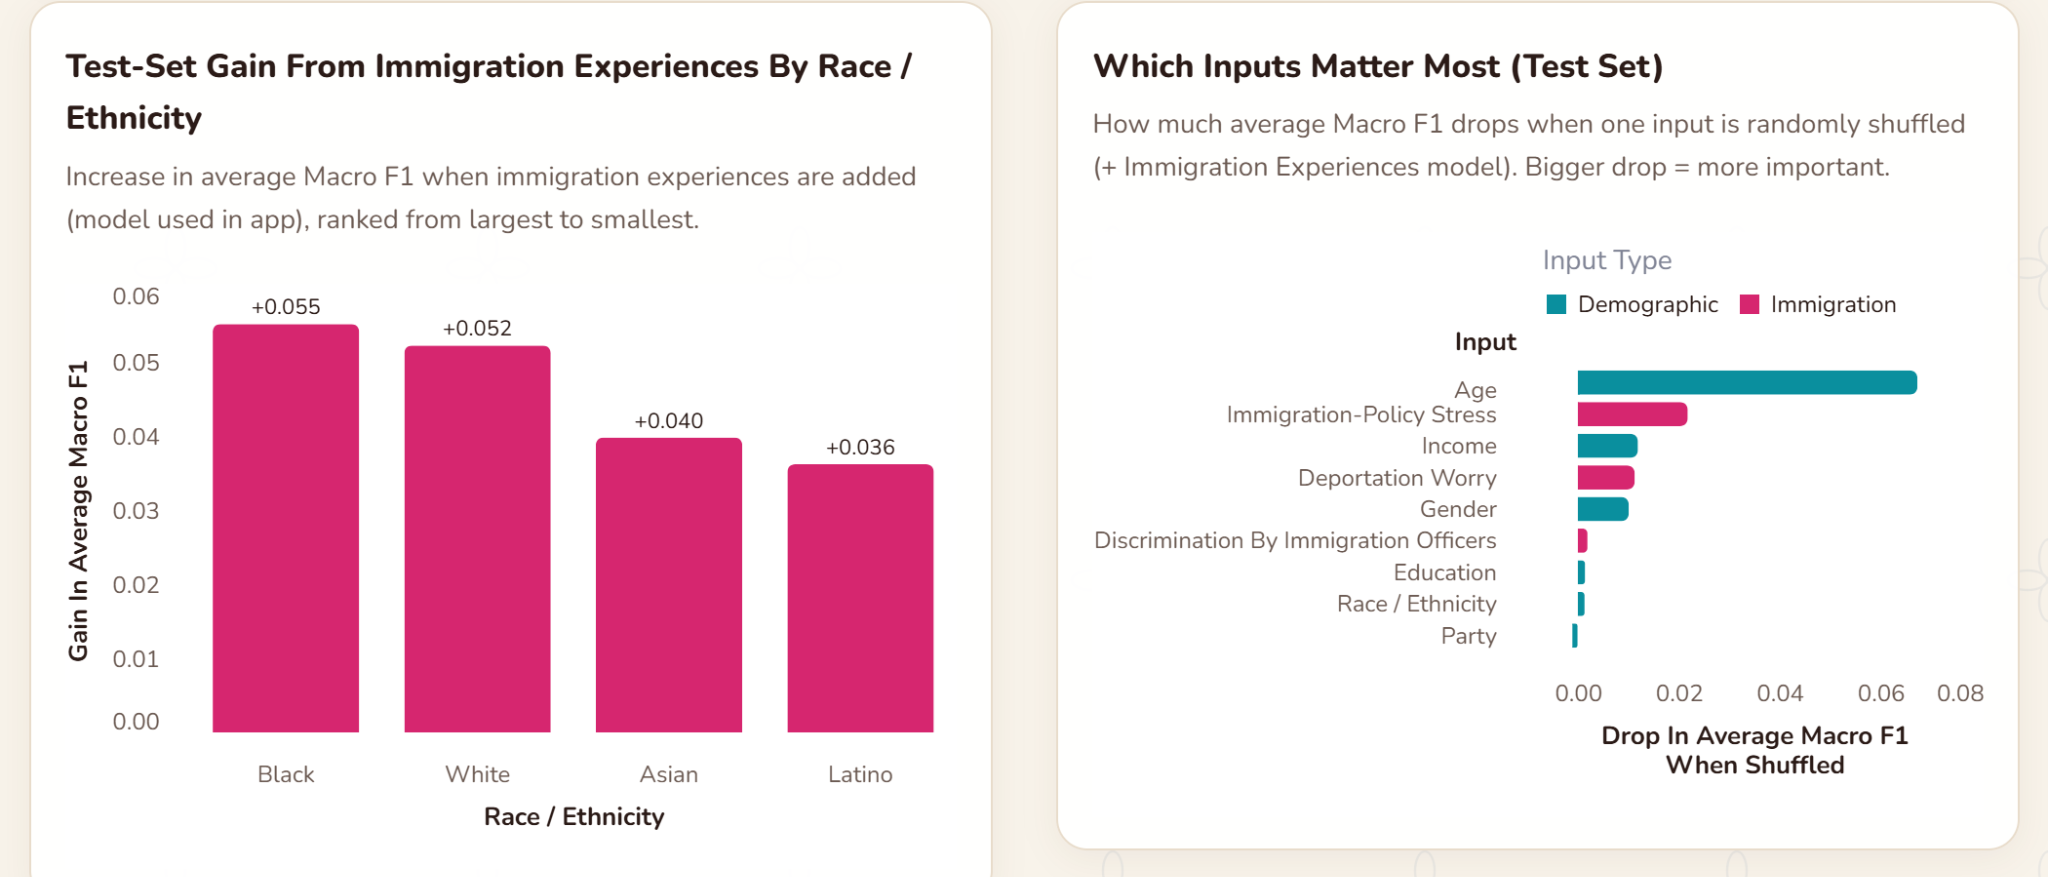 Test-Set Gain From Immigration Experiences By Race /
Ethnicity
Increase in average Macro F1 when immigration experiences are added
(model used in app), ranked from largest to smallest.
Gain In Average Macro F1
0.06
0.05
0.04
0.03
0.02
0.01
0.00
+0.055
+0.052
+0.040
+0.036
Black
White
Asian
Latino
Race / Ethnicity
Which Inputs Matter Most (Test Set)
How much average Macro F1 drops when one input is randomly shuffled
(+ Immigration Experiences model). Bigger drop = more important.
Input Type
Demographic
Immigration
Input
Age
Immigration-Policy Stress
Income
Deportation Worry
Gender
Discrimination By Immigration Officers
Education
Race / Ethnicity
Party
0.00
0.02
0.04
0.06
0.08
Drop In Average Macro F1
When Shuffled